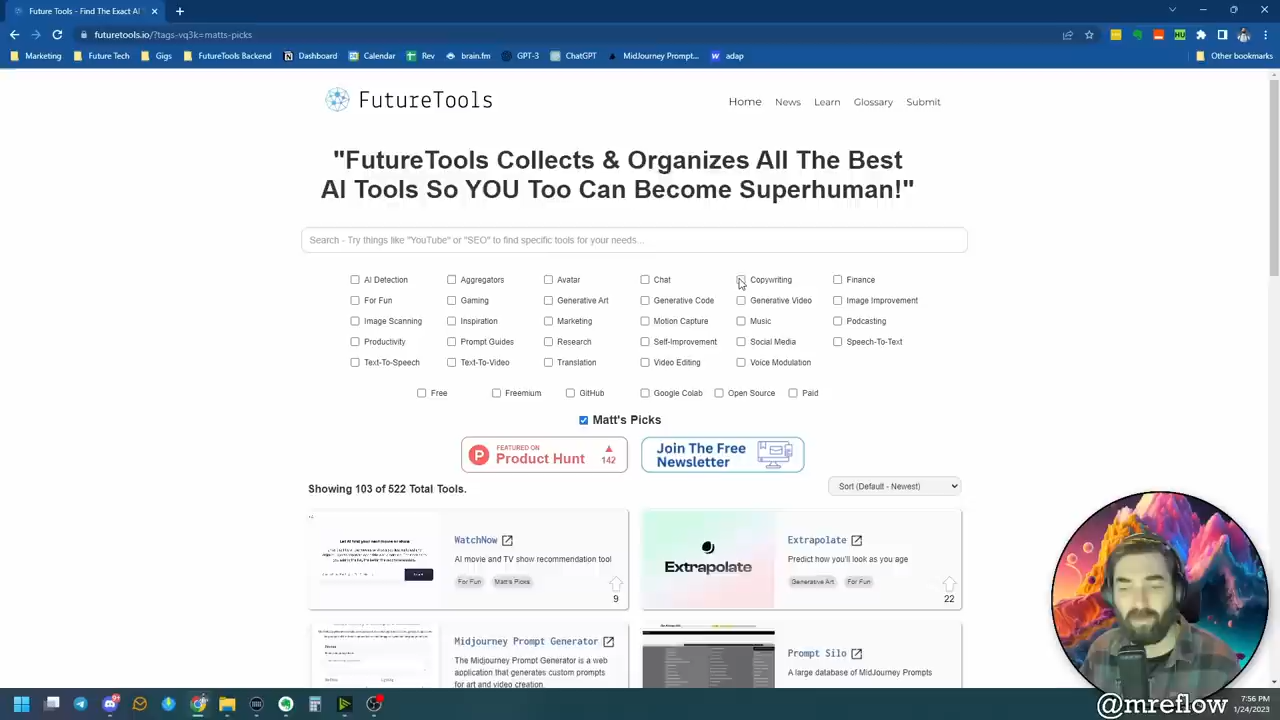 Future Tools - Find The Exact AI
futuretools.io/?tags-vq3k=matts-picks
Marketing Future Tech Gigs FutureTools Backend Dashboard Calendar Rev brain.fm GPT-3 ChatGPT MidJourney Prompt... adap Other bookmarks
FutureTools
Home News Learn Glossary Submit
"FutureTools Collects & Organizes All The Best
AI Tools So YOU Too Can Become Superhuman!"
Search - Try things like "YouTube" or "SEO" to find specific tools for your needs...
AI Detection Aggregators Avatar Chat Copywriting Finance
For Fun Gaming Generative Art Generative Code Generative Video Image Improvement
Image Scanning Inspiration Marketing Motion Capture Music Podcasting
Productivity Prompt Guides Research Self-Improvement Social Media Speech-To-Text
Text-To-Speech Text-To-Video Translation Video Editing Voice Modulation
Free Freemium GitHub Google Colab Open Source Paid
Matt's Picks
FEATURED ON
Product Hunt 142
Join The Free
Newsletter
Showing 103 of 522 Total Tools.
Sort (Default - Newest)
WatchNow
AI movie and TV show recommendation tool
For Fun Matt's Picks
9
Extrapolate
Extrapolate
Predict how you'll look as you age
Generative Art For Fun
22
Midjourney Prompt Generator
The Midjourney Prompt Generator is a web
application that generates custom prompts
for art and video creation
Prompt Silo
A large database of MidJourney Prompts
@mreflow
7:56 PM
1/24/2023